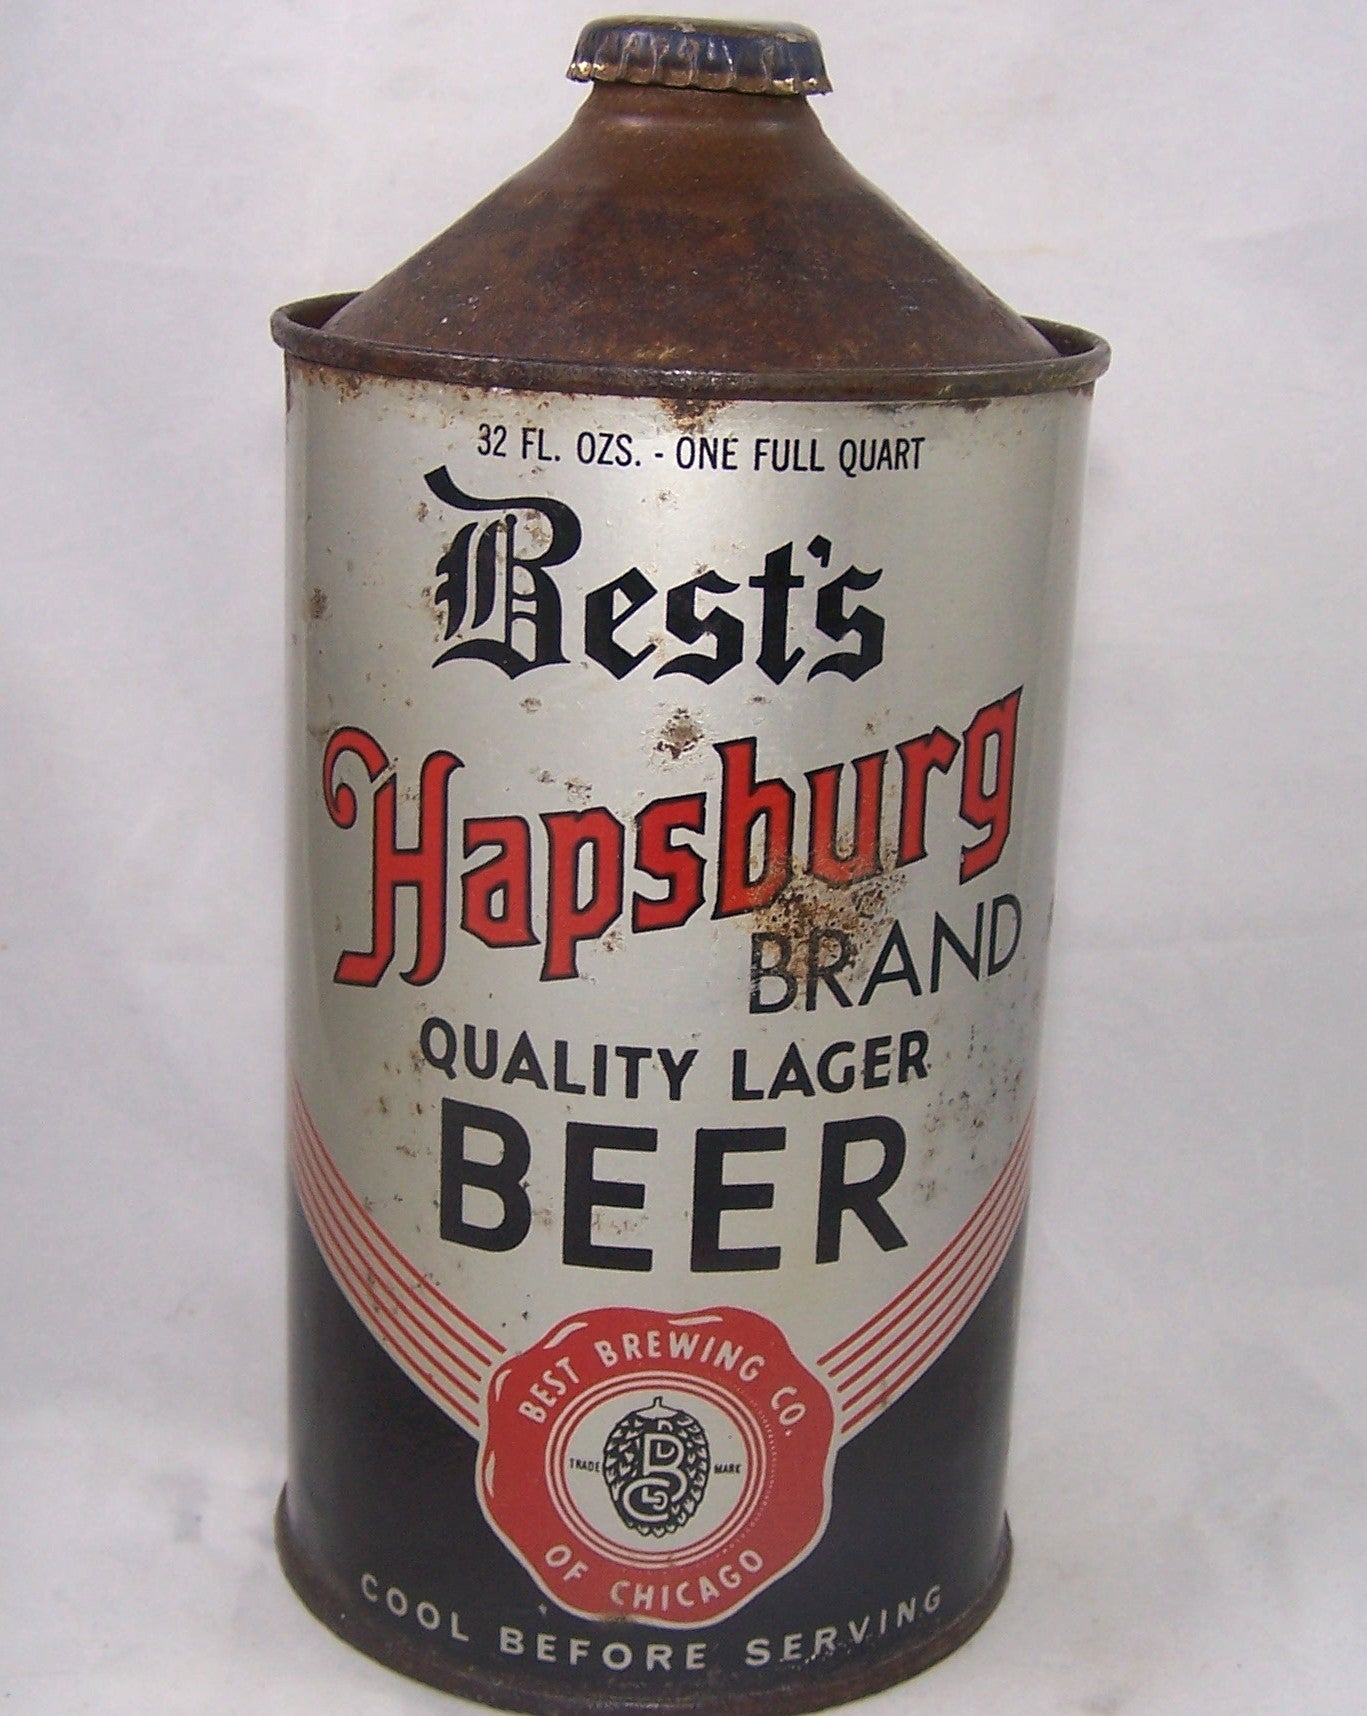 32 FL. OZS. - ONE FULL QUART
Best's
Hapsburg
BRAND
QUALITY LAGER
BEER
BEST BREWING CO.
TRADE MARK
OF CHICAGO
COOL BEFORE SERVING